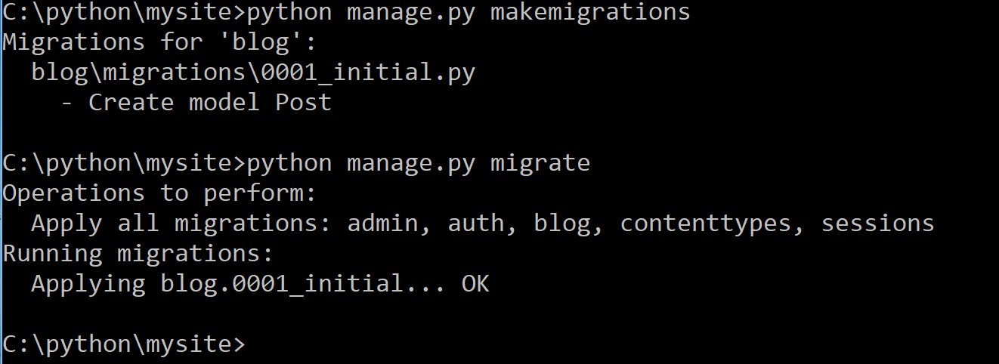 C:\python\mysite>python manage.py makemigrations
Migrations for 'blog':
  blog\migrations\0001_initial.py
    - Create model Post
C:\python\mysite>python manage.py migrate
Operations to perform:
  Apply all migrations: admin, auth, blog, contenttypes, sessions
Running migrations:
  Applying blog.0001_initial... OK
C:\python\mysite>